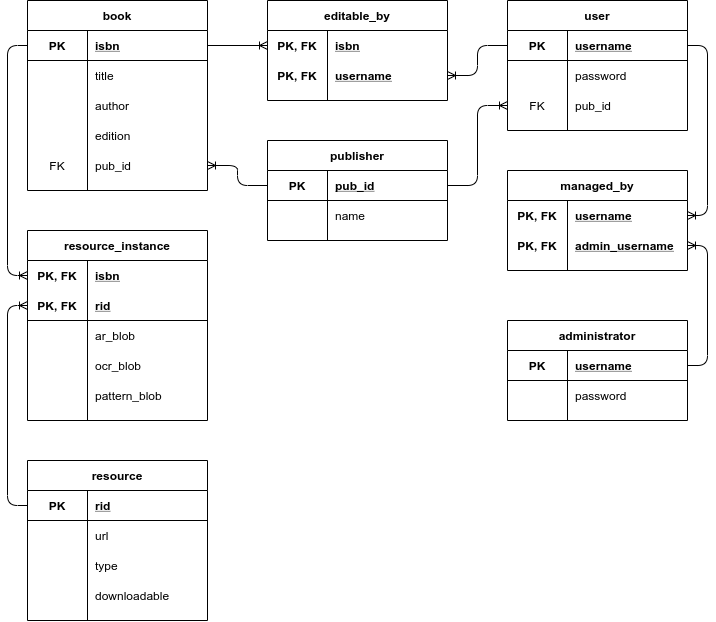 book
PK isbn
title
author
edition
FK pub_id
editable_by
PK, FK isbn
PK, FK username
user
PK username
password
FK pub_id
publisher
PK pub_id
name
managed_by
PK, FK username
PK, FK admin_username
resource_instance
PK, FK isbn
PK, FK rid
ar_blob
ocr_blob
pattern_blob
administrator
PK username
password
resource
PK rid
url
type
downloadable